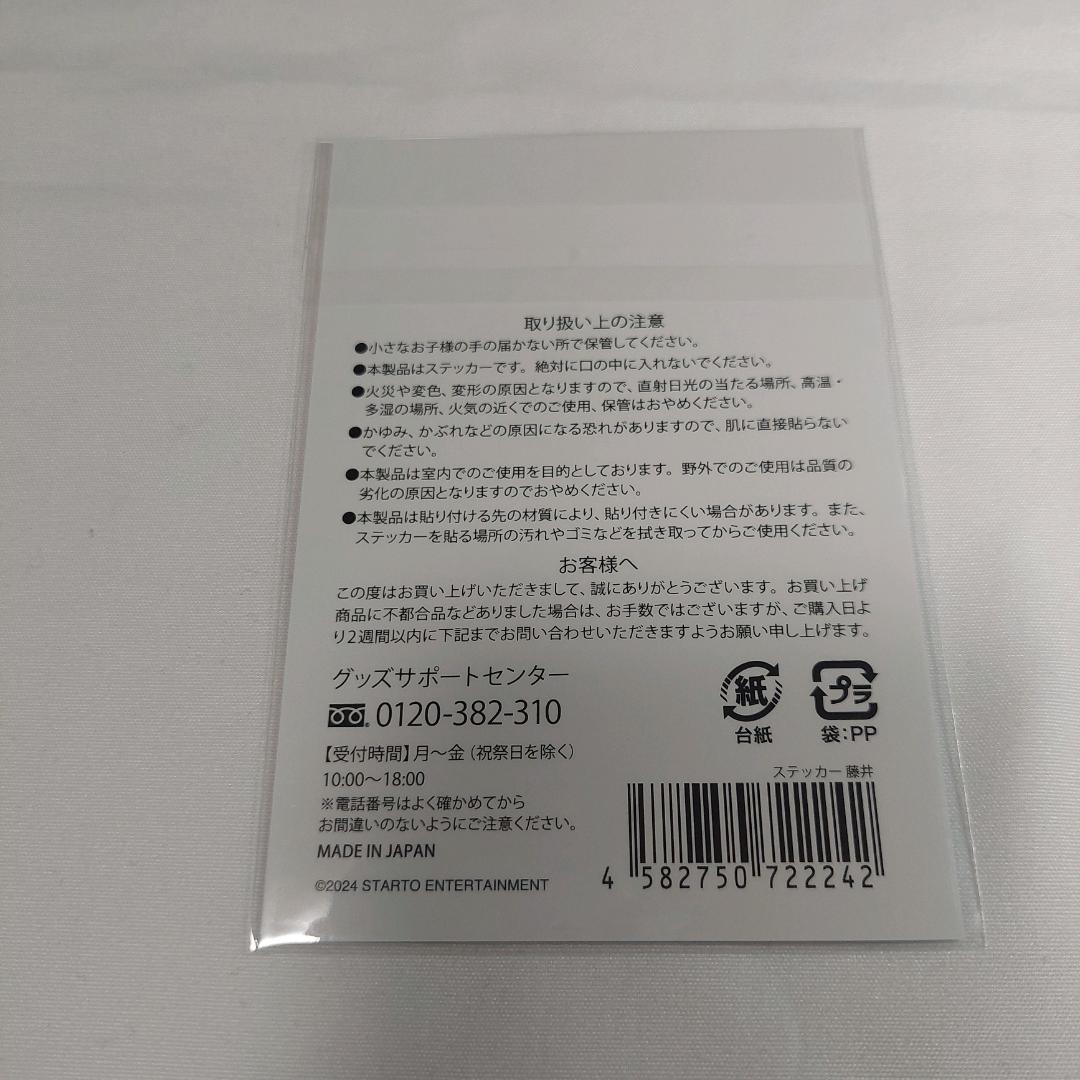 取り扱い上の注意
●小さなお子様の手の届かない所で保管してください。
●本製品はステッカーです。絶対に口の中に入れないでください。
●火災や変色、変形の原因となりますので、直射日光の当たる場所、高温・
多湿の場所、火気の近くでのご使用、保管はおやめください。
●かゆみ、かぶれなどの原因になる恐れがありますので、肌に直接貼らない
でください。
●本製品は室内でのご使用を目的としております。野外でのご使用は品質の
劣化の原因となりますのでおやめください。
●本製品は貼り付ける先の材質により、貼り付きにくい場合があります。また、
ステッカーを貼る場所の汚れやゴミなどを拭き取ってからご使用ください。
お客様へ
この度はお買い上げいただきまして、誠にありがとうございます。お買い上げ
商品に不都合品などありました場合は、お手数ではございますが、ご購入日よ
り2週間以内に下記までお問い合わせいただきますようお願い申し上げます。
グッズサポートセンター
0120-382-310
【受付時間】月〜金（祝祭日を除く）
10:00〜18:00
※電話番号はよく確かめてから
お間違いのないようにご注意ください。
MADE IN JAPAN
©2024 STARTO ENTERTAINMENT
紙
台紙
プラ
袋：PP
ステッカー 藤井
4 582750 722242